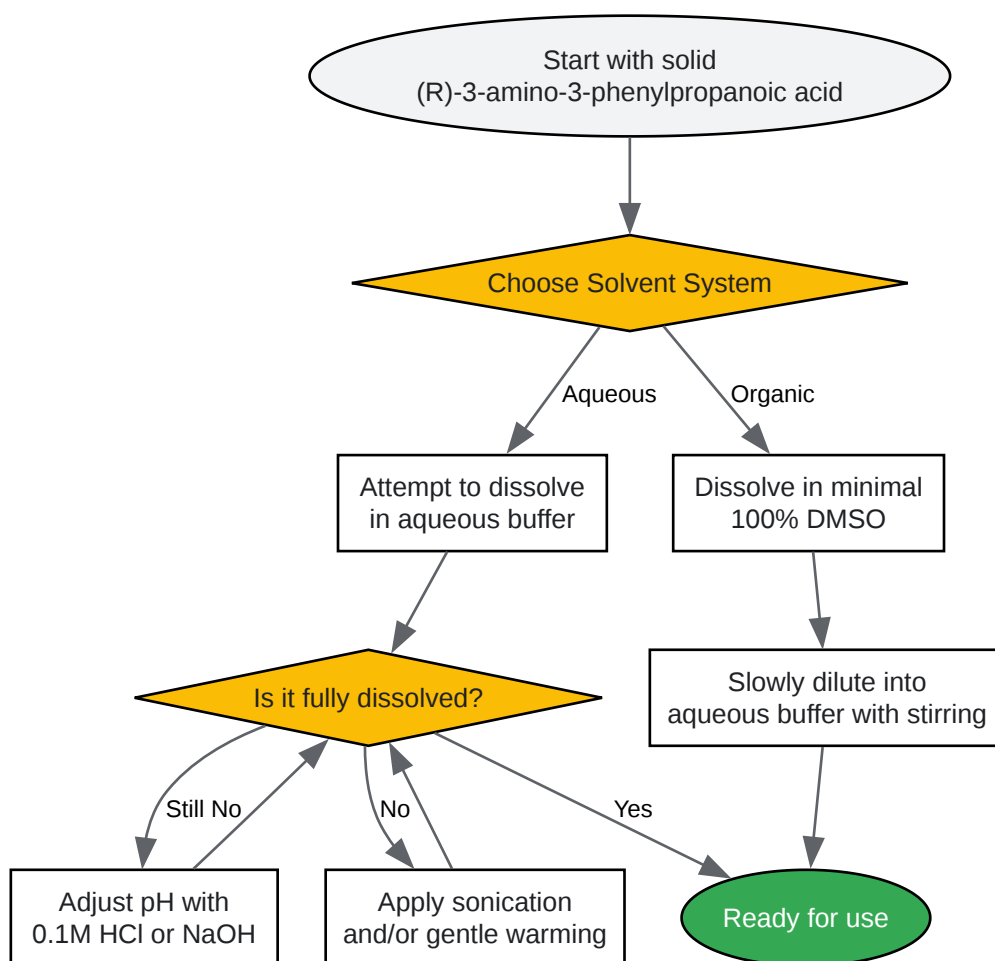 Start with solid
(R)-3-amino-3-phenylpropanoic acid
Choose Solvent System
Aqueous
Organic
Attempt to dissolve
in aqueous buffer
Dissolve in minimal
100% DMSO
Is it fully dissolved?
Slowly dilute into
aqueous buffer with stirring
Still No
No
Yes
Adjust pH with
0.1M HCl or NaOH
Apply sonication
and/or gentle warming
Ready for use